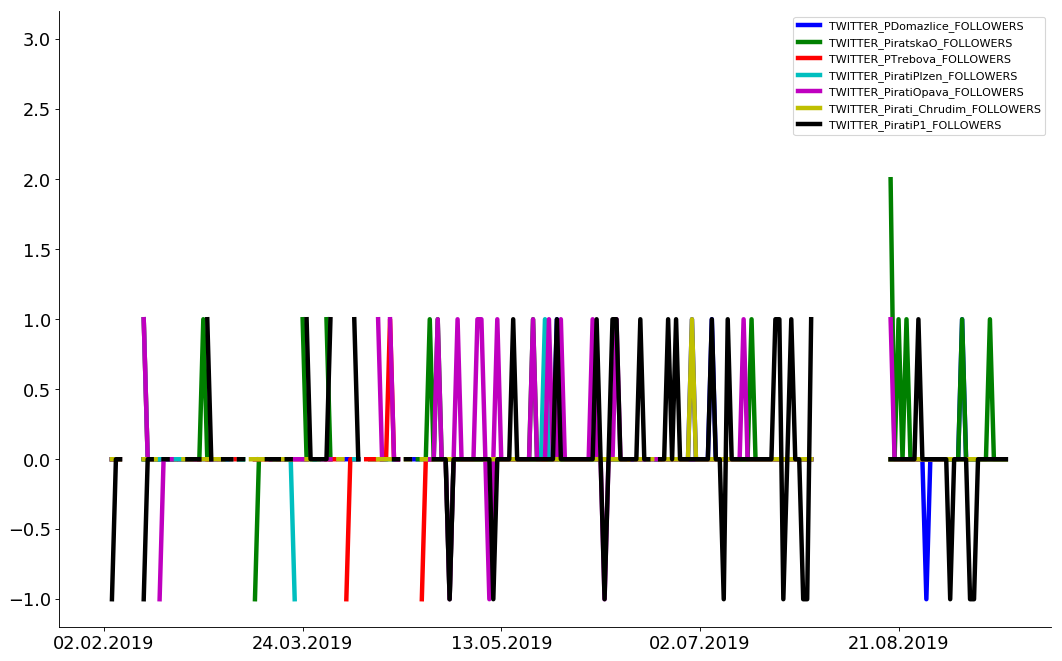 TWITTER_PDomazlice_FOLLOWERS
TWITTER_PiratskaO_FOLLOWERS
TWITTER_PTrebova_FOLLOWERS
TWITTER_PiratiPlzen_FOLLOWERS
TWITTER_PiratiOpava_FOLLOWERS
TWITTER_Pirati_Chrudim_FOLLOWERS
TWITTER_PiratiP1_FOLLOWERS
3.0
2.5
2.0
1.5
1.0
0.5
0.0
−0.5
−1.0
02.02.2019 24.03.2019 13.05.2019 02.07.2019 21.08.2019